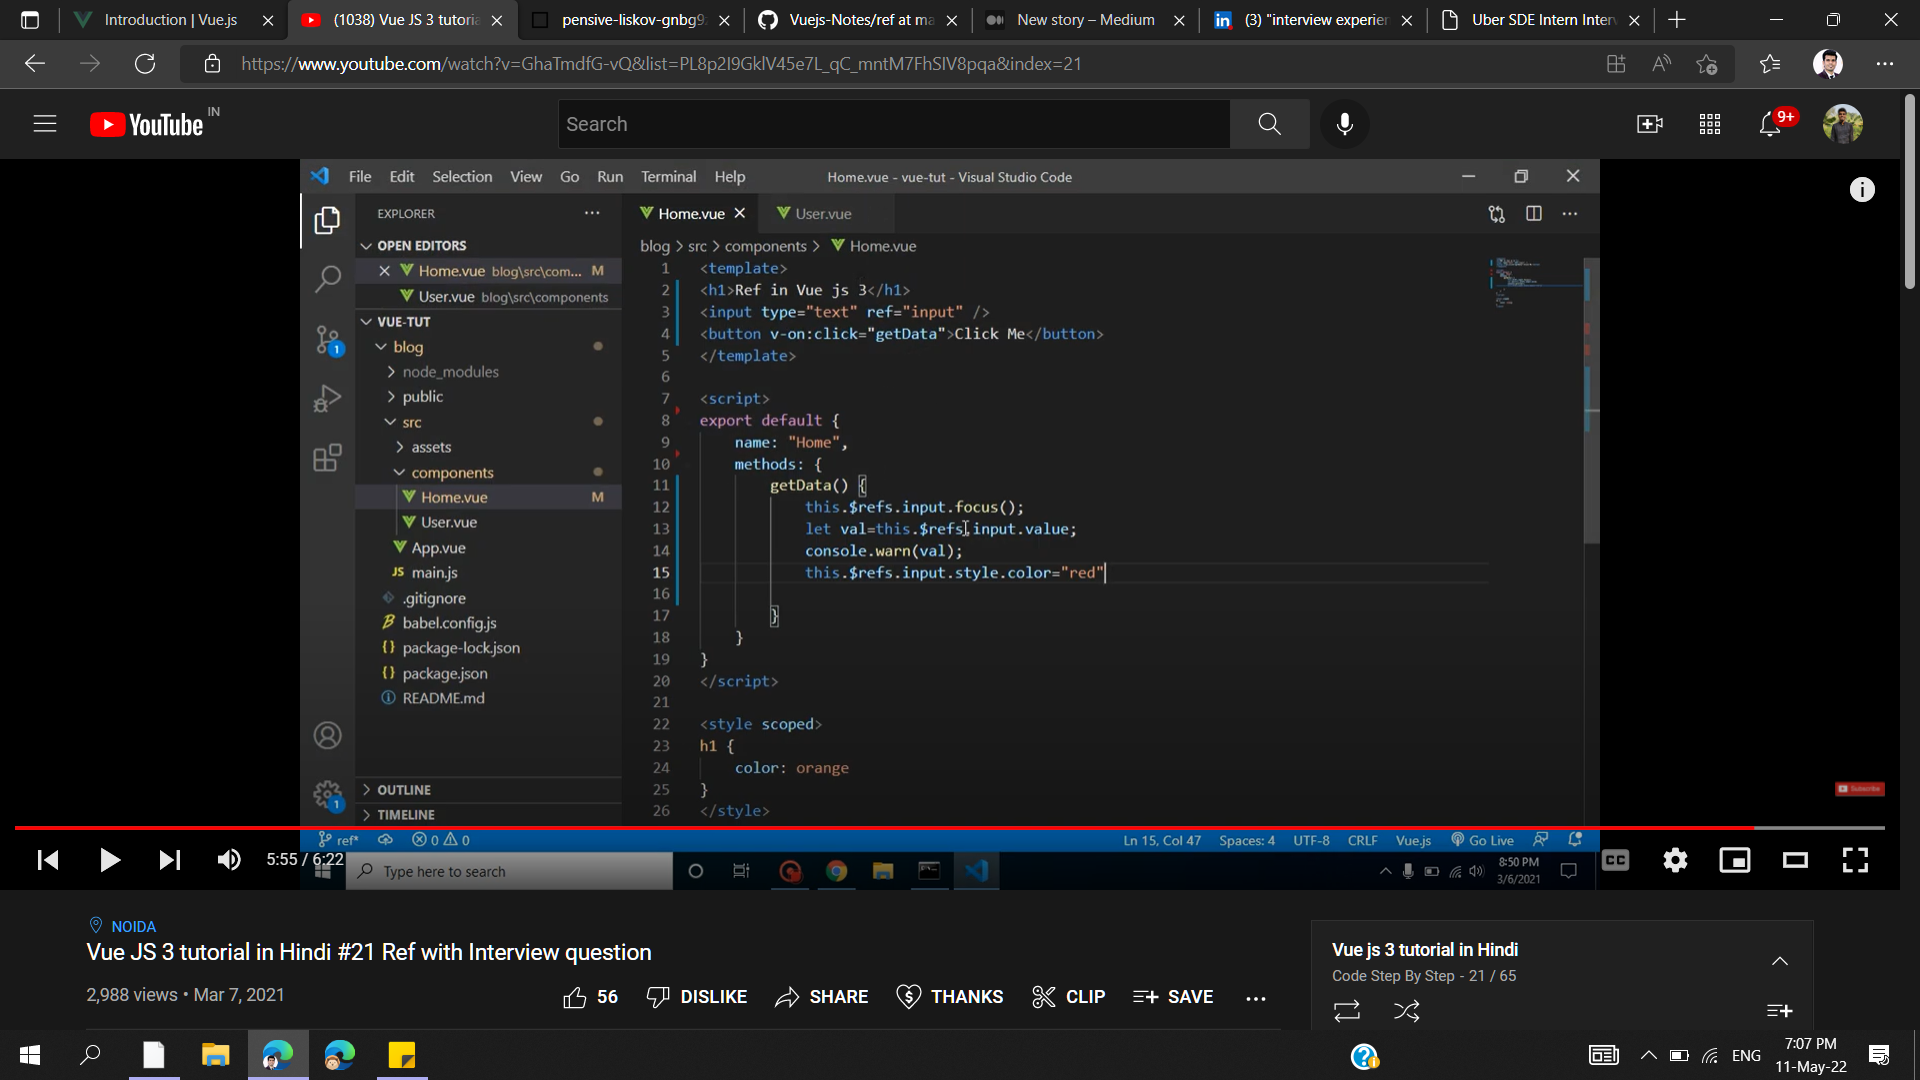 Introduction | Vue.js
(1038) Vue JS 3 tutoria
pensive-liskov-gnbg9
Vuejs-Notes/ref at ma
New story – Medium
(3) "interview experien
Uber SDE Intern Inter
https://www.youtube.com/watch?v=GhaTmdfG-vQ&list=PL8p2I9GklV45e7L_qC_mntM7FhSIV8pqa&index=21
YouTube IN
Search
9+
File Edit Selection View Go Run Terminal Help
Home.vue - vue-tut - Visual Studio Code
EXPLORER
Home.vue
User.vue
OPEN EDITORS
blog > src > components > Home.vue
Home.vue blog\src\com... M
User.vue blog\src\components
VUE-TUT
blog
node_modules
public
src
assets
components
Home.vue M
User.vue
App.vue
JS main.js
.gitignore
babel.config.js
{} package-lock.json
{} package.json
README.md
OUTLINE
TIMELINE
1
1
1 <template>
2 <h1>Ref in Vue js 3</h1>
3 <input type="text" ref="input" />
4 <button v-on:click="getData">Click Me</button>
5 </template>
6
7 <script>
8 export default {
9 name: "Home",
10 methods: {
11 getData() {
12 this.$refs.input.focus();
13 let val=this.$refs.input.value;
14 console.warn(val);
15 this.$refs.input.style.color="red"
16
17 }
18 }
19 }
20 </script>
21
22 <style scoped>
23 h1 {
24 color: orange
25 }
26 </style>
Subscribe
ref* 0 0
Ln 15, Col 47 Spaces: 4 UTF-8 CRLF Vue.js Go Live
5:55 / 6:22
Type here to search
8:50 PM
3/6/2021
CC
NOIDA
Vue JS 3 tutorial in Hindi #21 Ref with Interview question
2,988 views • Mar 7, 2021
56 DISLIKE SHARE THANKS CLIP SAVE
Vue js 3 tutorial in Hindi
Code Step By Step - 21 / 65
ENG
7:07 PM
11-May-22